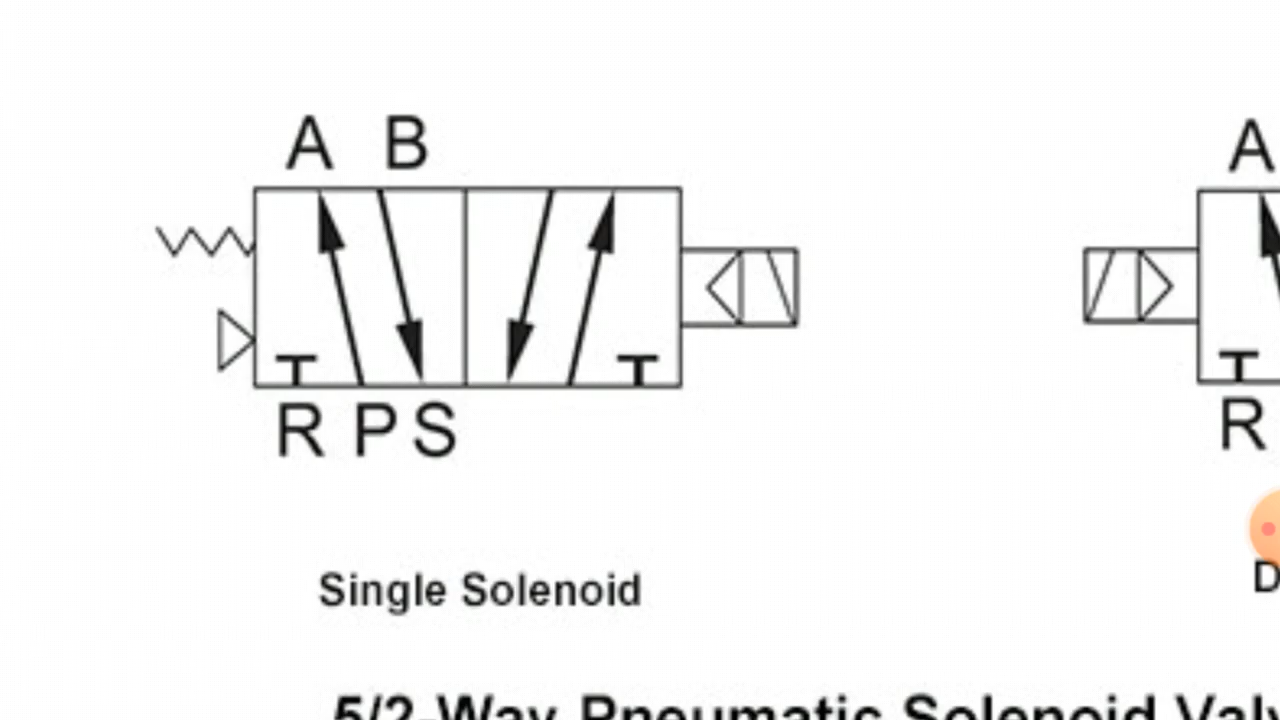 A B
A
R P S
R
Single Solenoid
D
5/2-Way Pneumatic Solenoid Valv